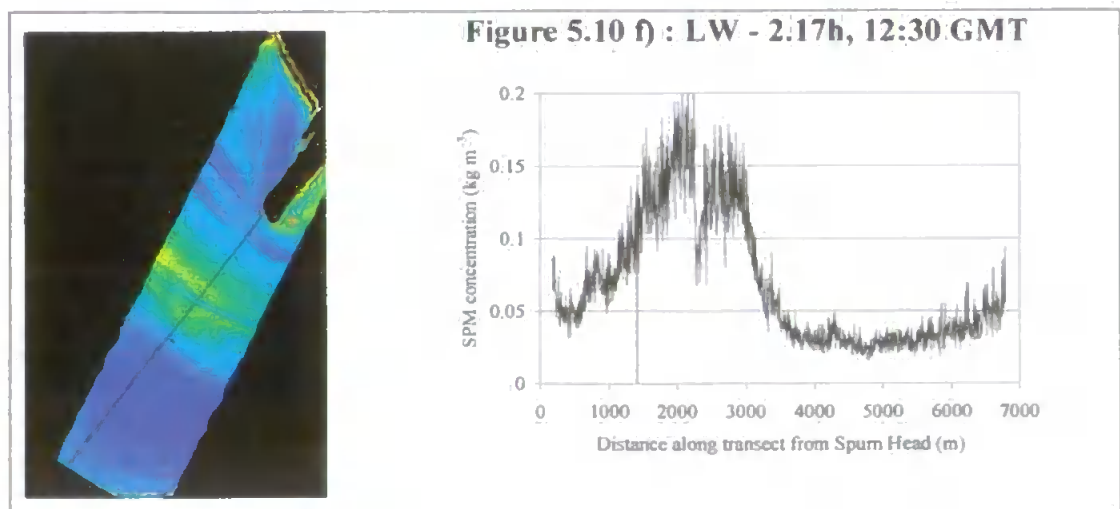 Figure 5.10 f) : LW - 2.17h, 12:30 GMT
0.2
0.15
0.1
0.05
0
SPM concentration (kg m⁻³)
0 1000 2000 3000 4000 5000 6000 7000
Distance along transect from Spurn Head (m)